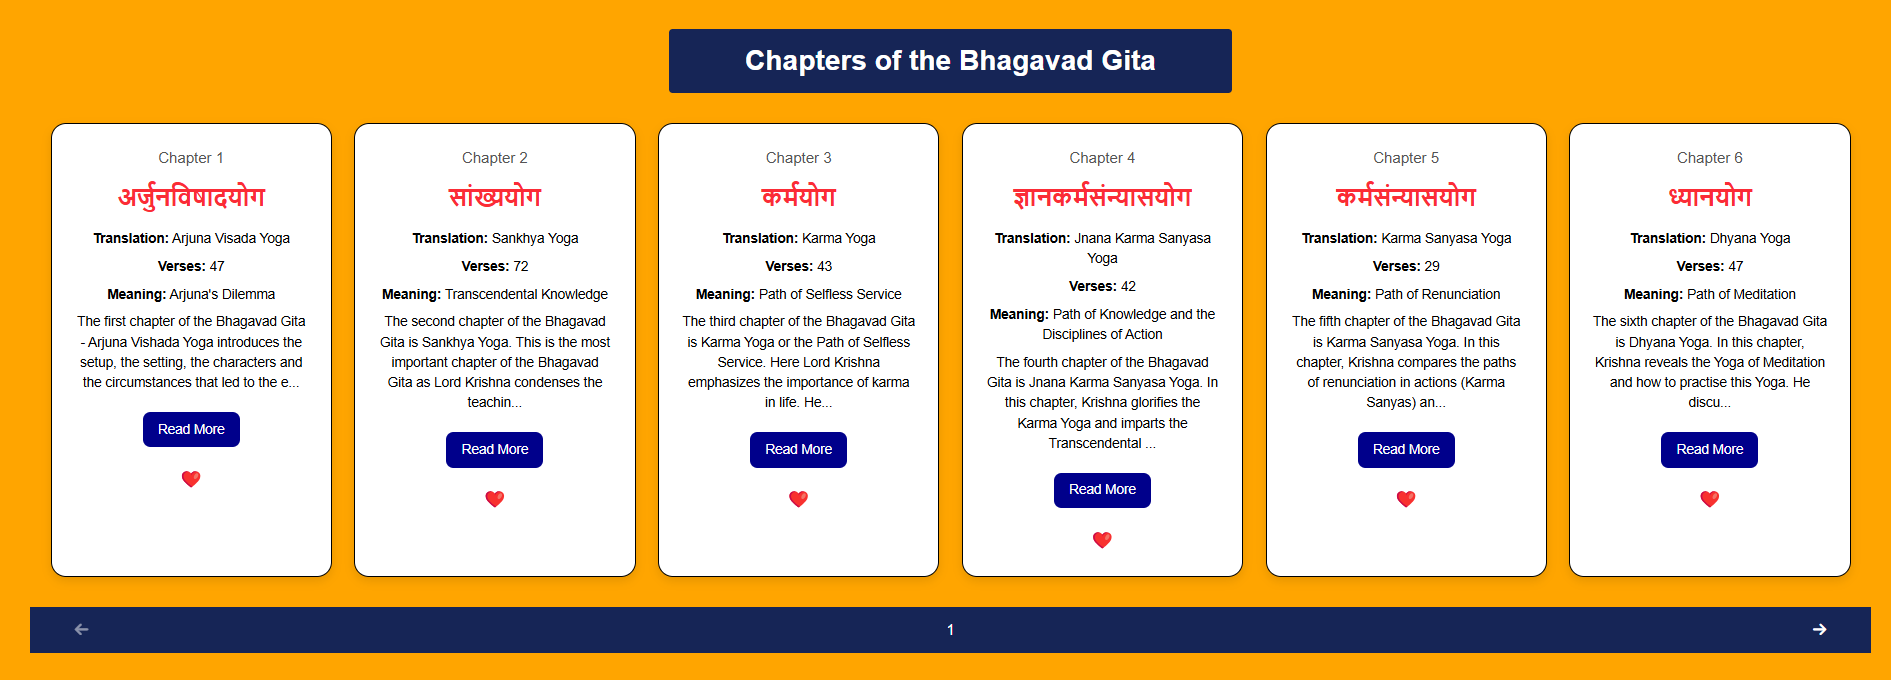 Chapters of the Bhagavad Gita
Chapter 1
अर्जुनविषादयोग
Translation: Arjuna Visada Yoga
Verses: 47
Meaning: Arjuna's Dilemma
The first chapter of the Bhagavad Gita
- Arjuna Vishada Yoga introduces the
setup, the setting, the characters and
the circumstances that led to the e...
Read More
Chapter 2
सांख्ययोग
Translation: Sankhya Yoga
Verses: 72
Meaning: Transcendental Knowledge
The second chapter of the Bhagavad
Gita is Sankhya Yoga. This is the most
important chapter of the Bhagavad
Gita as Lord Krishna condenses the
teachin...
Read More
Chapter 3
कर्मयोग
Translation: Karma Yoga
Verses: 43
Meaning: Path of Selfless Service
The third chapter of the Bhagavad Gita
is Karma Yoga or the Path of Selfless
Service. Here Lord Krishna
emphasizes the importance of karma
in life. He...
Read More
Chapter 4
ज्ञानकर्मसंन्यासयोग
Translation: Jnana Karma Sanyasa
Yoga
Verses: 42
Meaning: Path of Knowledge and the
Disciplines of Action
The fourth chapter of the Bhagavad
Gita is Jnana Karma Sanyasa Yoga. In
this chapter, Krishna glorifies the
Karma Yoga and imparts the
Transcendental ...
Read More
Chapter 5
कर्मसंन्यासयोग
Translation: Karma Sanyasa Yoga
Verses: 29
Meaning: Path of Renunciation
The fifth chapter of the Bhagavad Gita
is Karma Sanyasa Yoga. In this
chapter, Krishna compares the paths
of renunciation in actions (Karma
Sanyas) an...
Read More
Chapter 6
ध्यानयोग
Translation: Dhyana Yoga
Verses: 47
Meaning: Path of Meditation
The sixth chapter of the Bhagavad Gita
is Dhyana Yoga. In this chapter,
Krishna reveals the Yoga of Meditation
and how to practise this Yoga. He
discu...
Read More
1